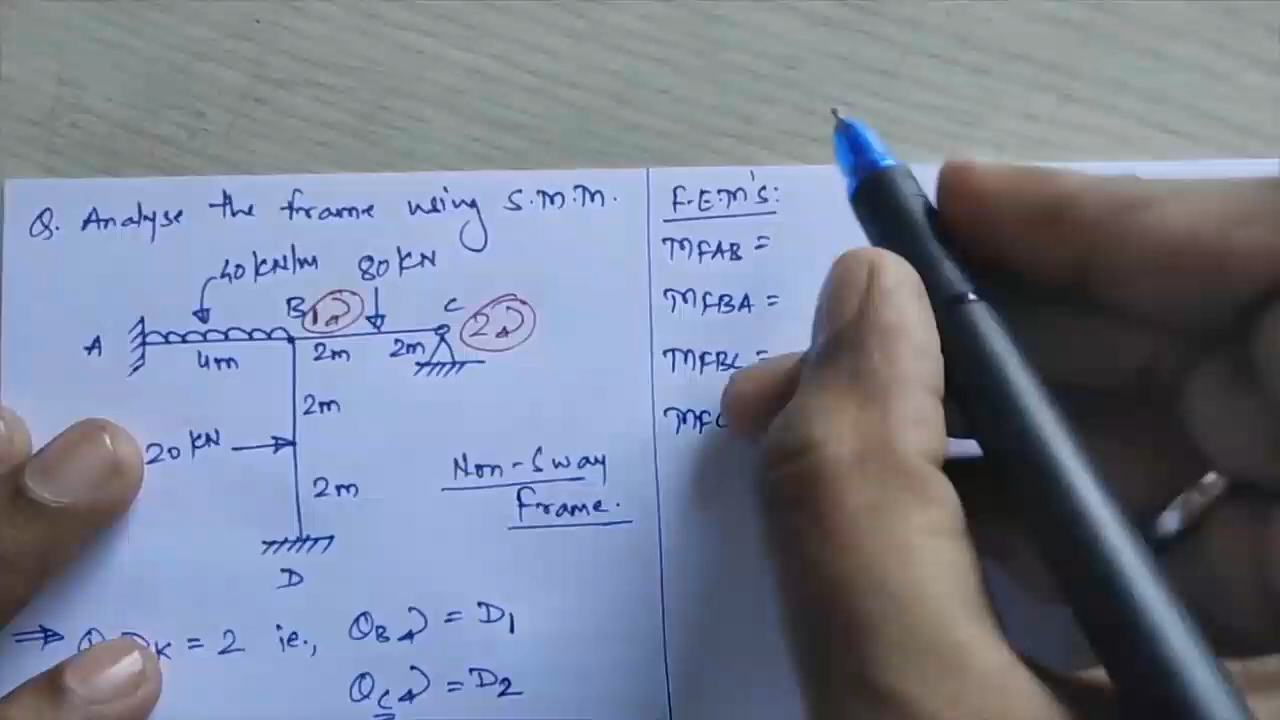 Q. Analyse the frame using S.M.M.
40 KN/m 80 KN
A B 1 C 2
4m 2m 2m
2m
20 KN
2m
Non-Sway
Frame.
D
K = 2 ie., θB = D1
θC = D2
F.E.M's:
MFAB =
MFBA =
MFBC =